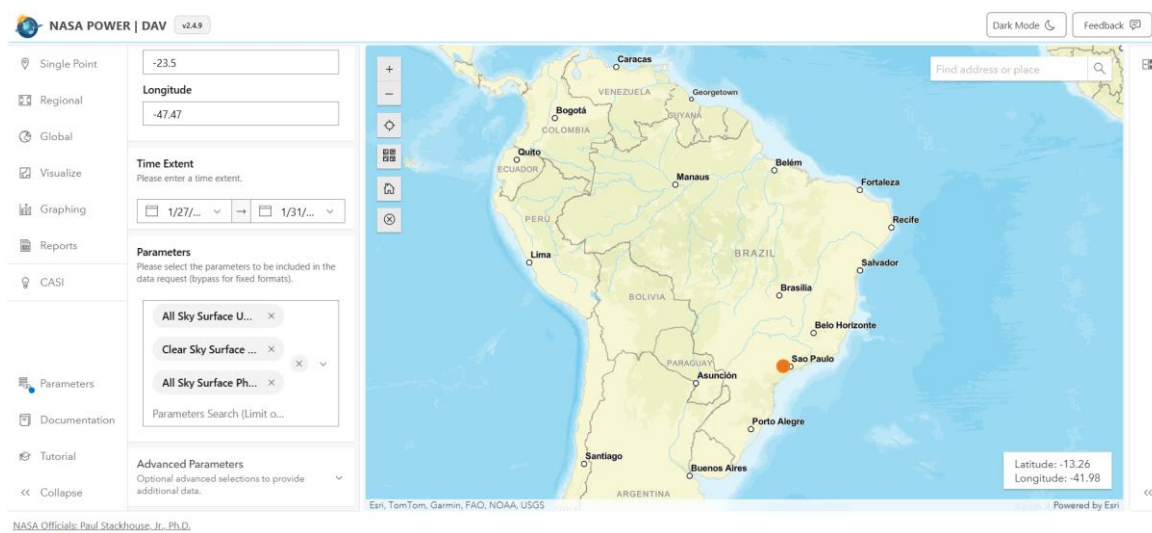 NASA POWER | DAV v2.4.9
Dark Mode
Feedback
Single Point
Regional
Global
Visualize
Graphing
Reports
CASI
Parameters
Documentation
Tutorial
<< Collapse
-23.5
Longitude
-47.47
Time Extent
Please enter a time extent.
1/27/... → 1/31/...
Parameters
Please select the parameters to be included in the
data request (bypass for fixed formats).
All Sky Surface U... ×
Clear Sky Surface ... ×
All Sky Surface Ph... ×
Parameters Search (Limit o...
Advanced Parameters
Optional advanced selections to provide
additional data.
+
−
Find address or place
Caracas
VENEZUELA
Georgetown
GUYANA
Bogotá
COLOMBIA
Quito
ECUADOR
Belém
Manaus
Fortaleza
PERU
Recife
Lima
BRAZIL
Salvador
Brasília
BOLIVIA
Belo Horizonte
Sao Paulo
PARAGUAY
Asunción
Porto Alegre
Santiago
Buenos Aires
ARGENTINA
Latitude: -13.26
Longitude: -41.98
Esri, TomTom, Garmin, FAO, NOAA, USGS
Powered by Esri
NASA Officials: Paul Stackhouse, Jr., Ph.D.